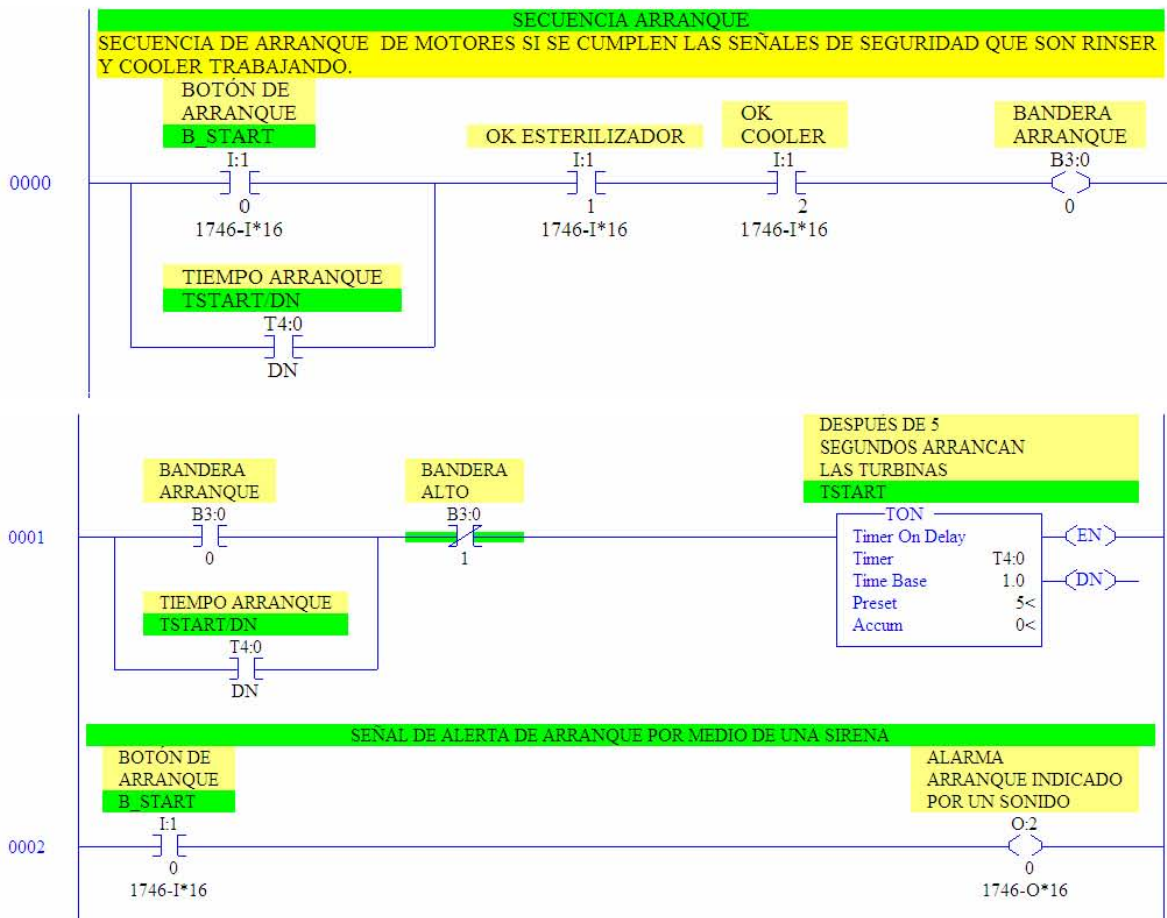 SECUENCIA ARRANQUE
SECUENCIA DE ARRANQUE DE MOTORES SI SE CUMPLEN LAS SEÑALES DE SEGURIDAD QUE SON RINSER
Y COOLER TRABAJANDO.
BOTÓN DE
ARRANQUE
B_START
I:1
0
1746-I*16
OK ESTERILIZADOR
I:1
1
1746-I*16
OK
COOLER
I:1
2
1746-I*16
BANDERA
ARRANQUE
B3:0
0
0000
TIEMPO ARRANQUE
TSTART/DN
T4:0
DN
0001
BANDERA
ARRANQUE
B3:0
0
BANDERA
ALTO
B3:0
1
DESPUÉS DE 5
SEGUNDOS ARRANCAN
LAS TURBINAS
TSTART
TON
Timer On Delay
Timer T4:0
Time Base 1.0
Preset 5<
Accum 0<
EN
DN
TIEMPO ARRANQUE
TSTART/DN
T4:0
DN
SEÑAL DE ALERTA DE ARRANQUE POR MEDIO DE UNA SIRENA
0002
BOTÓN DE
ARRANQUE
B_START
I:1
0
1746-I*16
ALARMA
ARRANQUE INDICADO
POR UN SONIDO
O:2
0
1746-O*16